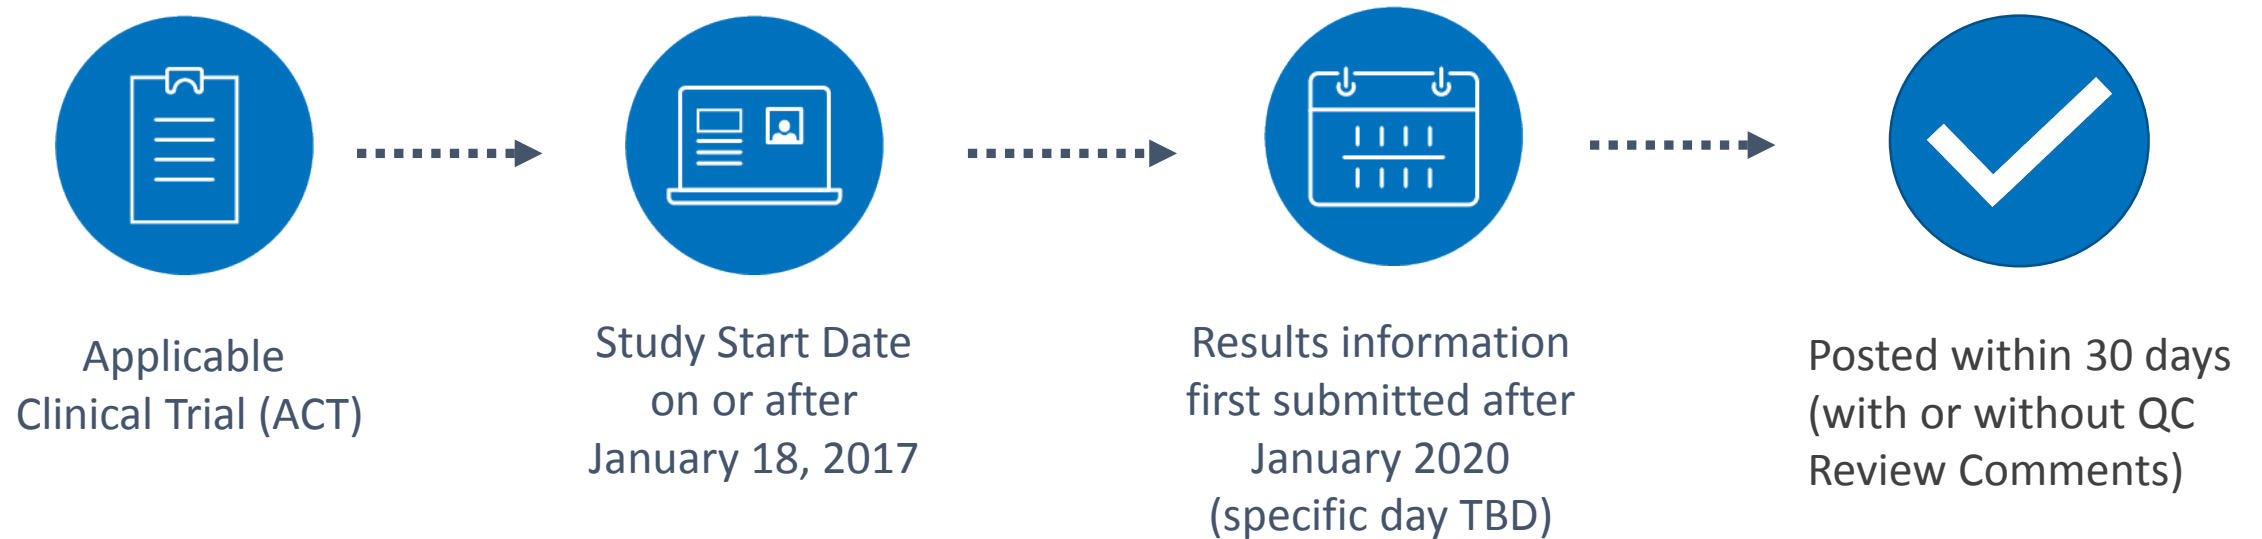 Applicable
Clinical Trial (ACT)
Study Start Date
on or after
January 18, 2017
Results information
first submitted after
January 2020
(specific day TBD)
Posted within 30 days
(with or without QC
Review Comments)